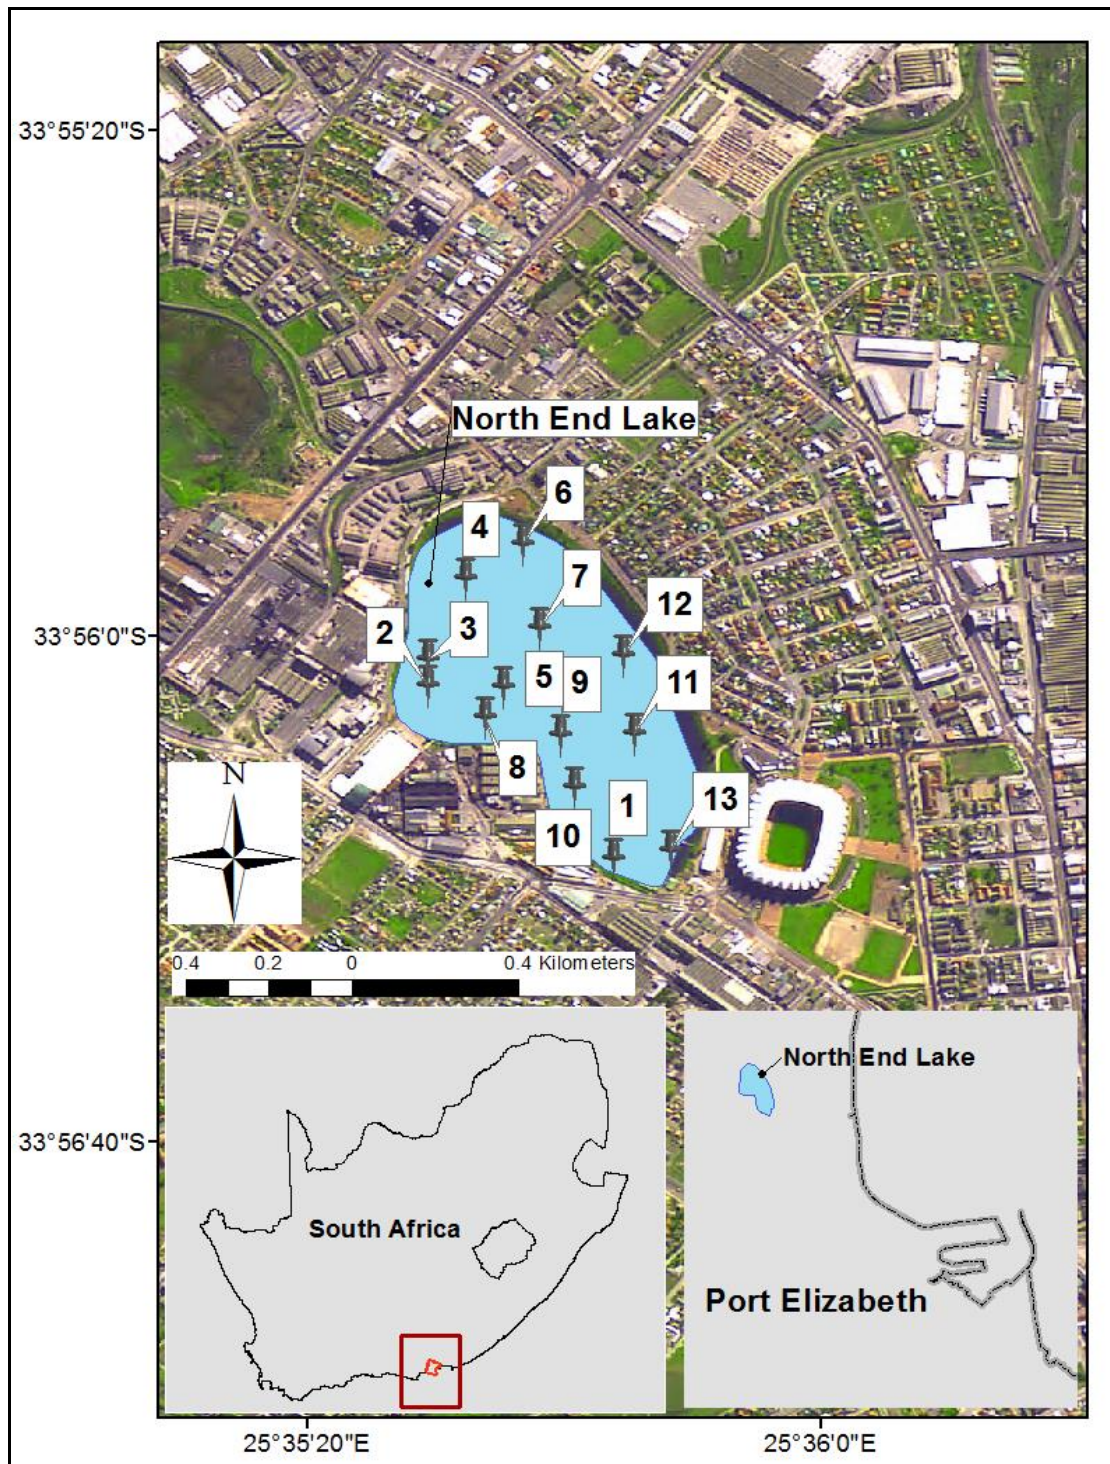 33°55'20"S
North End Lake
6
4
7
12
2
3
33°56'0"S
5
9
11
8
1
13
10
N
0.4 0.2 0 0.4 Kilometers
North End Lake
33°56'40"S
South Africa
Port Elizabeth
25°35'20"E
25°36'0"E